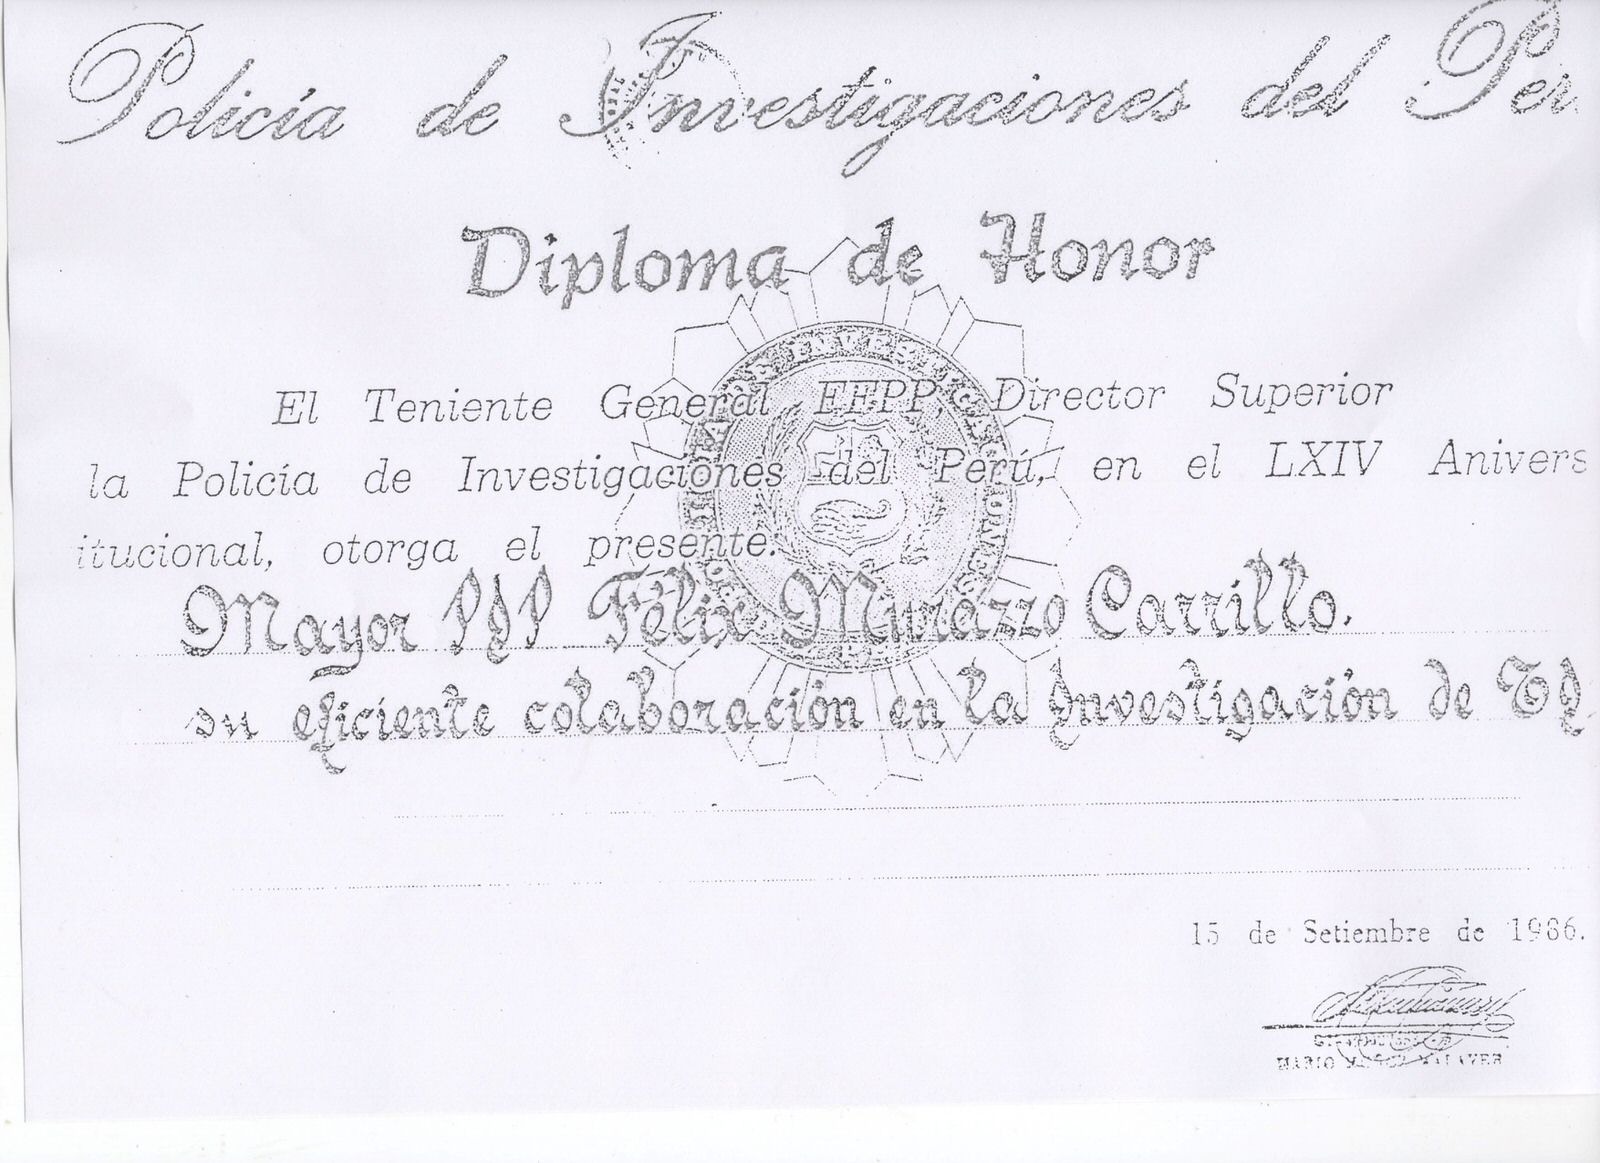 Policía de Investigaciones del Per
Diploma de Honor
El Teniente General EEPP, Director Superior
la Policía de Investigaciones del Perú, en el LXIV Anivers
itucional, otorga el presente.
Mayor Félix Murazzo Carrillo.
su eficiente colaboración en la Investigación de
15 de Setiembre de 1986.
MARIO